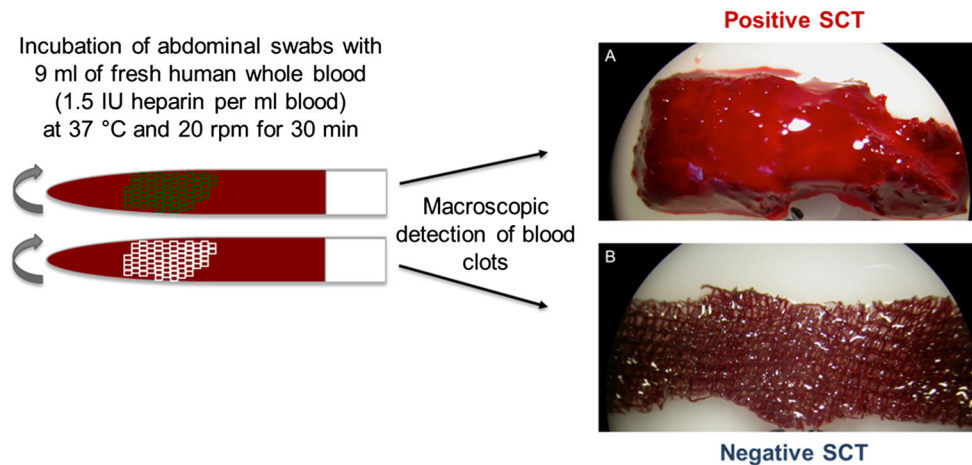 Incubation of abdominal swabs with
9 ml of fresh human whole blood
(1.5 IU heparin per ml blood)
at 37 °C and 20 rpm for 30 min
Macroscopic
detection of blood
clots
Positive SCT
A
B
Negative SCT